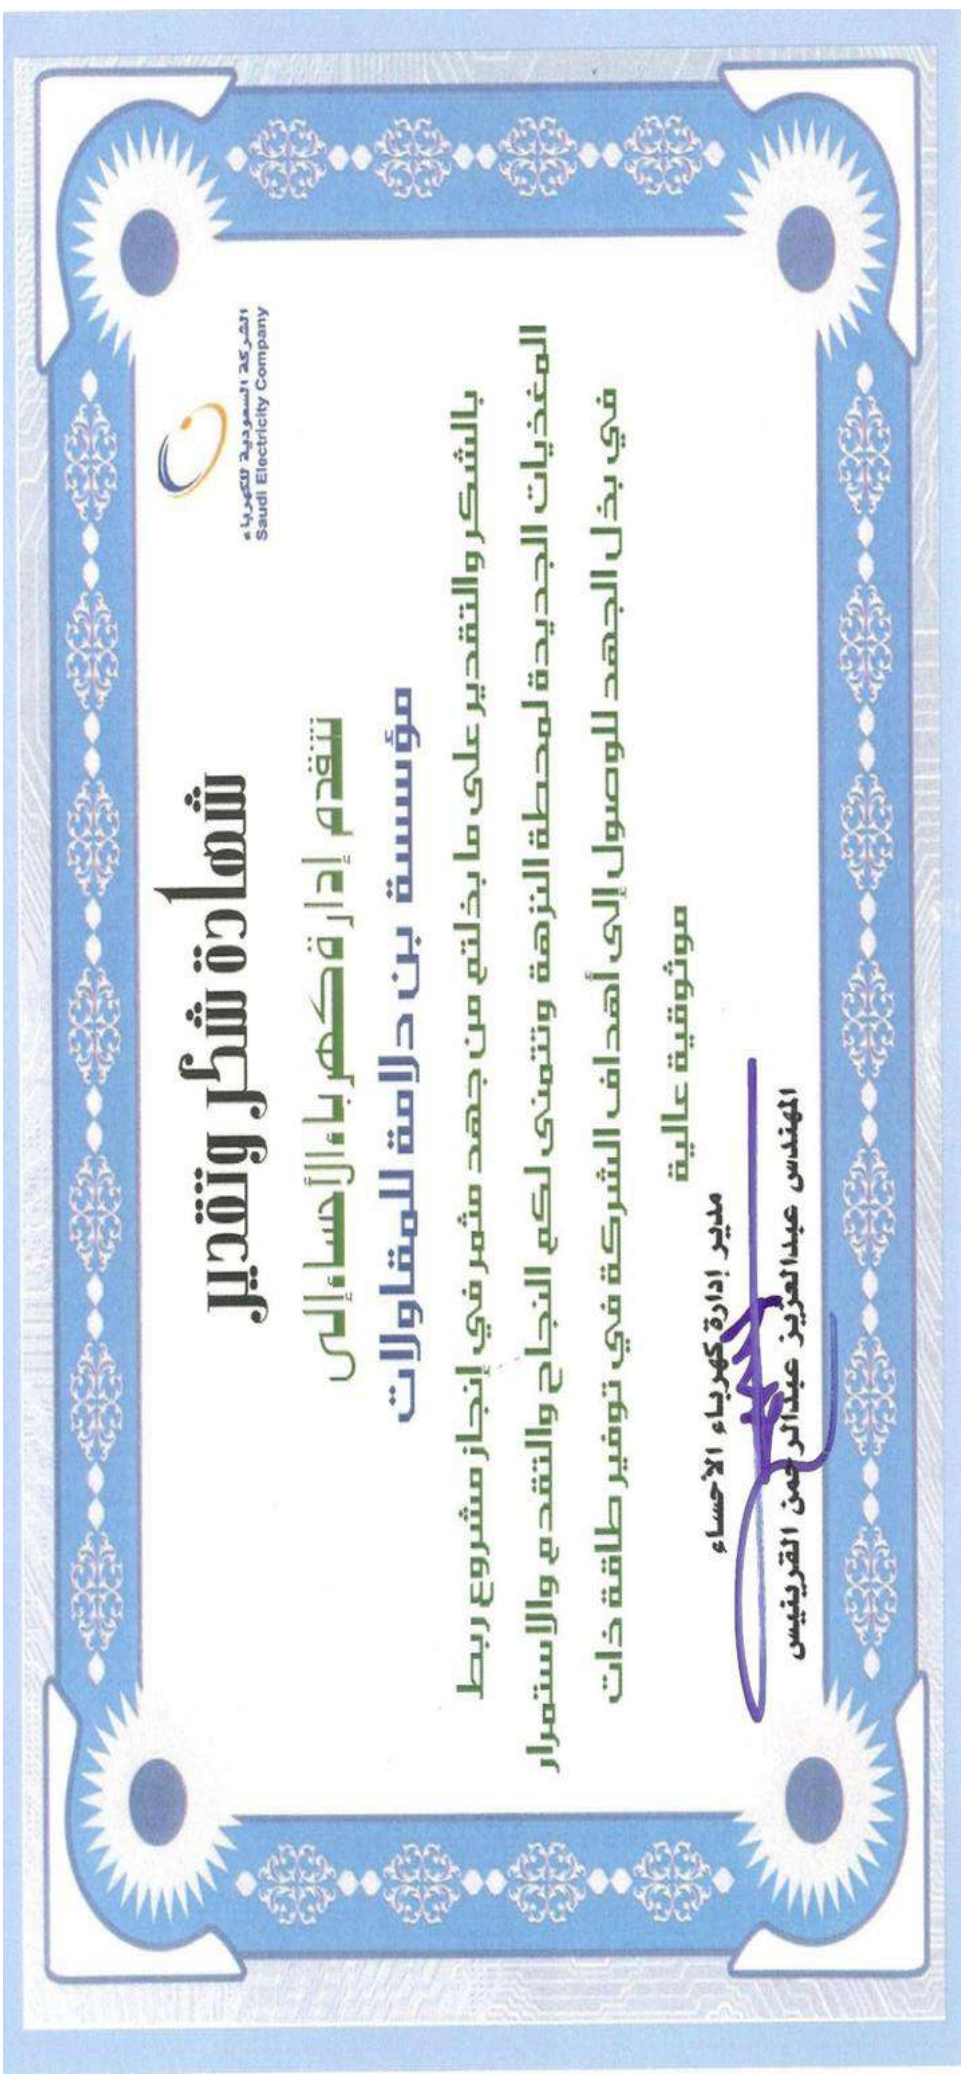 الشركة السعودية للكهرباء
Saudi Electricity Company
شهادة شكر وتقدير
تتقدم إدارة كهرباء الأحساء إلى
مؤسسة بن دلامة للمقاولات
بالشكر والتقدير على ما بذلتم من جهد مثمر في إنجاز مشروع ربط
المغذيات الجديدة لمحطة النزهة ونتمنى لكم النجاح والتقدم والاستمرار
في بذل الجهد للوصول إلى أهداف الشركة في توفير طاقة ذات
موثوقية عالية
مدير إدارة كهرباء الأحساء
المهندس عبدالعزيز عبدالرحمن القرينيس